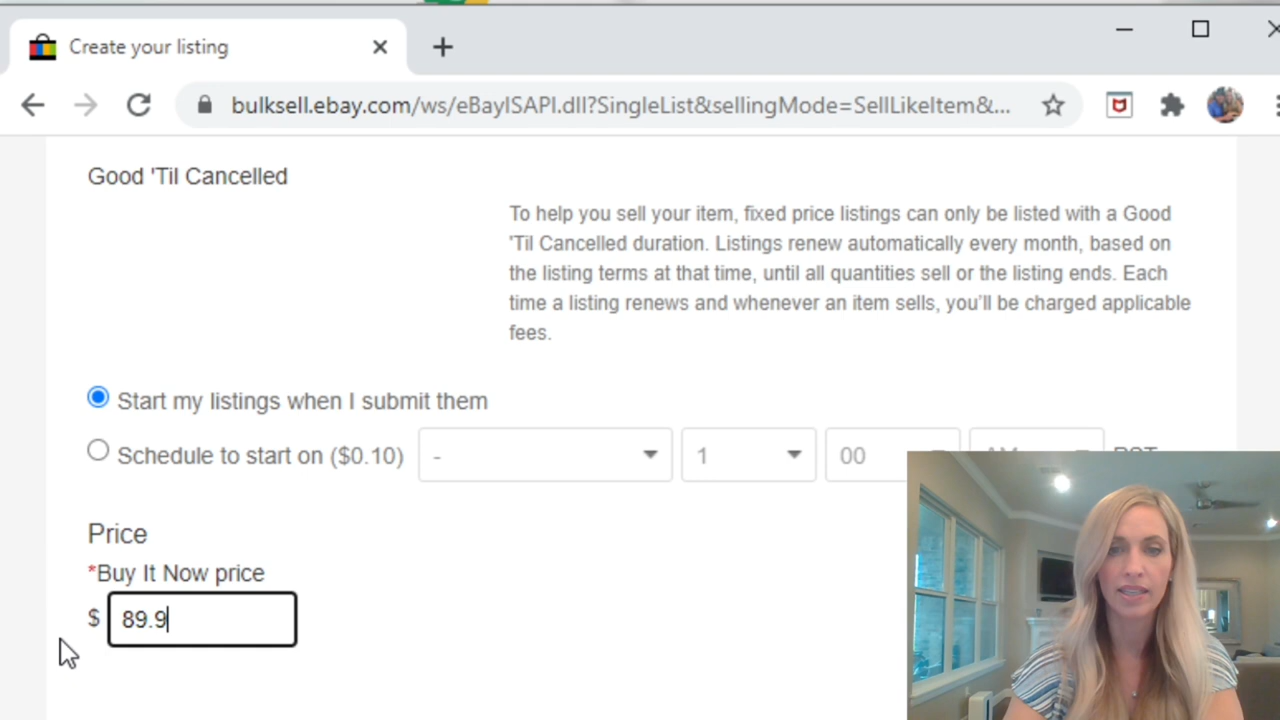 Create your listing
bulksell.ebay.com/ws/eBayISAPI.dll?SingleList&sellingMode=SellLikeItem&...
Good 'Til Cancelled
To help you sell your item, fixed price listings can only be listed with a Good
'Til Cancelled duration. Listings renew automatically every month, based on
the listing terms at that time, until all quantities sell or the listing ends. Each
time a listing renews and whenever an item sells, you'll be charged applicable
fees.
Start my listings when I submit them
Schedule to start on ($0.10) - 1 00
Price
*Buy It Now price
$ 89.9